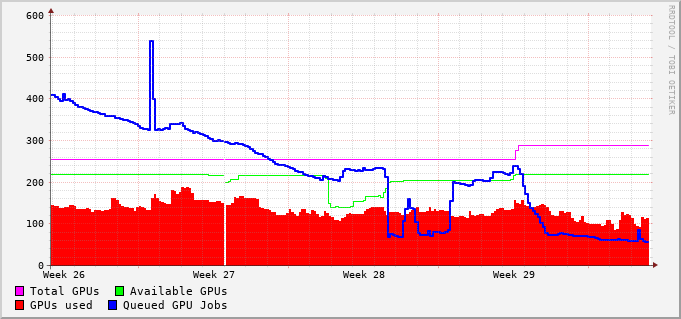 600
500
400
300
200
100
0
Week 26 Week 27 Week 28 Week 29
Total GPUs Available GPUs
GPUs used Queued GPU Jobs
RRDTOOL / TOBI OETIKER